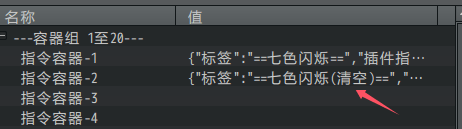 名称 值
---容器组 1至20---
指令容器-1 {"标签":"==七色闪烁==","插件指…
指令容器-2 {"标签":"==七色闪烁(清空)==","…
指令容器-3
指令容器-4